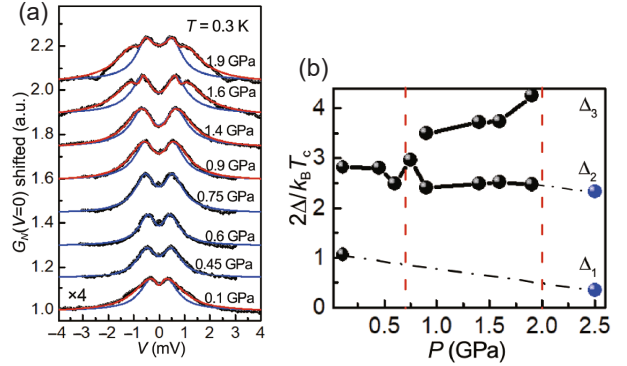 (a)
T = 0.3 K
2.2
2.0
1.8
1.6
1.4
1.2
1.0
G_N(V=0) shifted (a.u.)
1.9 GPa
1.6 GPa
1.4 GPa
0.9 GPa
0.75 GPa
0.6 GPa
0.45 GPa
0.1 GPa
×4
−4 −3 −2 −1 0 1 2 3 4
V (mV)
(b)
4
3
2
1
0
2Δ/k_BT_c
Δ₃
Δ₂
Δ₁
0.5 1.0 1.5 2.0 2.5
P (GPa)